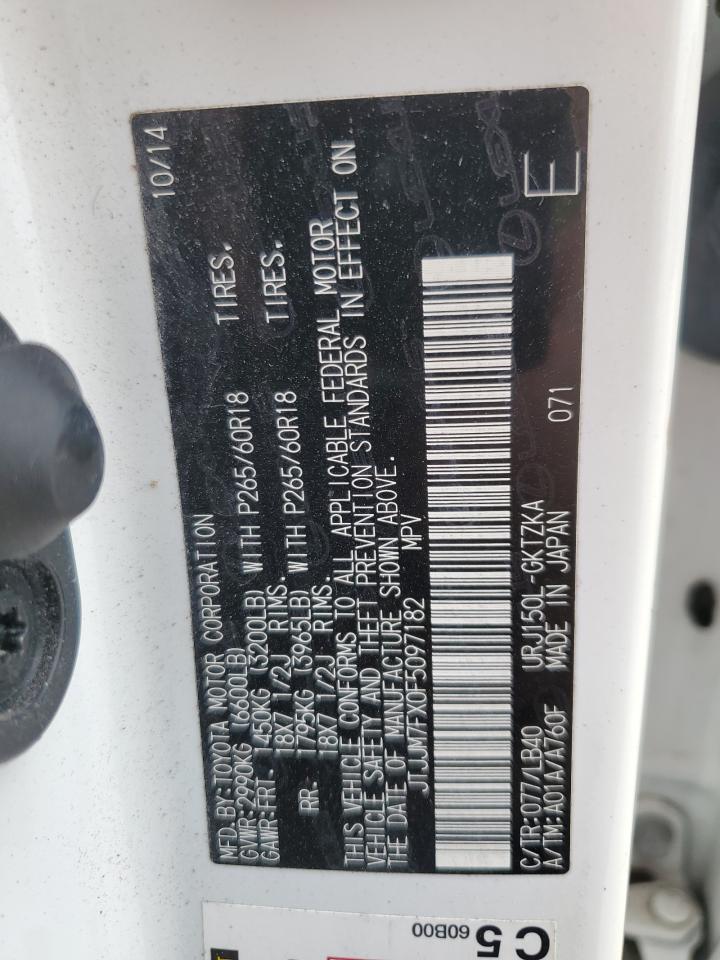 MFD. BY: TOYOTA MOTOR CORPORATION 10/14
GVWR: 2990KG (6600LB)
GAWR: FRT - 1450KG (3200LB) WITH P265/60R18 TIRES.
18X7 1/2J RIMS.
RR - 1795KG (3965LB) WITH P265/60R18 TIRES.
18X7 1/2J RIMS.
THIS VEHICLE CONFORMS TO ALL APPLICABLE FEDERAL MOTOR
VEHICLE SAFETY AND THEFT PREVENTION STANDARDS IN EFFECT ON
THE DATE OF MANUFACTURE SHOWN ABOVE.
JTJJM7FX0F5097182 MPV
C/TR: 077/LB40 URJ150L-GKTZKA 071
A/TM: A01A/A760F MADE IN JAPAN
E
C5
60B00